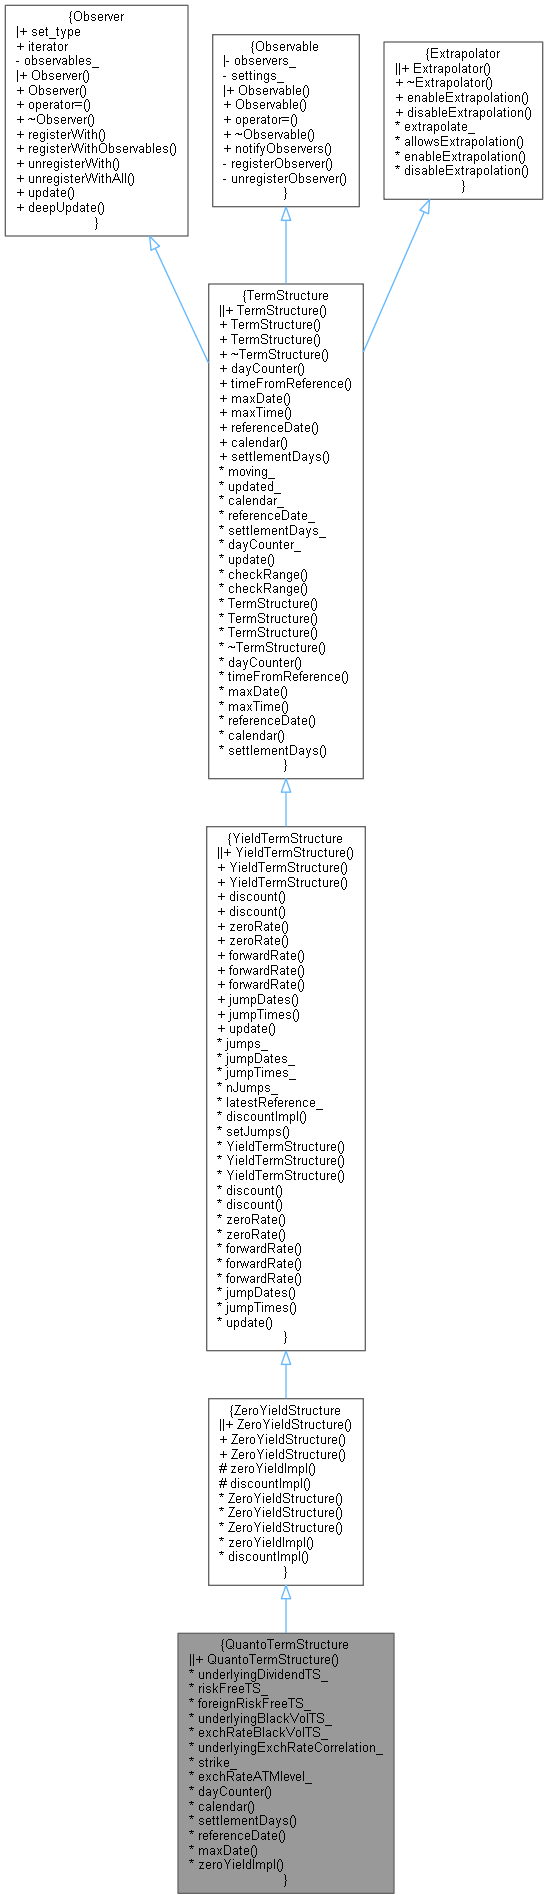 {Observer
|+ set_type
+ iterator
- observables_
|+ Observer()
+ Observer()
+ operator=()
+ ~Observer()
+ registerWith()
+ registerWithObservables()
+ unregisterWith()
+ unregisterWithAll()
+ update()
+ deepUpdate()
}
{Observable
|- observers_
- settings_
|+ Observable()
+ Observable()
+ operator=()
+ ~Observable()
+ notifyObservers()
- registerObserver()
- unregisterObserver()
}
{Extrapolator
||+ Extrapolator()
+ ~Extrapolator()
+ enableExtrapolation()
+ disableExtrapolation()
* extrapolate_
* allowsExtrapolation()
* enableExtrapolation()
* disableExtrapolation()
}
{TermStructure
||+ TermStructure()
+ TermStructure()
+ TermStructure()
+ ~TermStructure()
+ dayCounter()
+ timeFromReference()
+ maxDate()
+ maxTime()
+ referenceDate()
+ calendar()
+ settlementDays()
* moving_
* updated_
* calendar_
* referenceDate_
* settlementDays_
* dayCounter_
* update()
* checkRange()
* checkRange()
* TermStructure()
* TermStructure()
* TermStructure()
* ~TermStructure()
* dayCounter()
* timeFromReference()
* maxDate()
* maxTime()
* referenceDate()
* calendar()
* settlementDays()
}
{YieldTermStructure
||+ YieldTermStructure()
+ YieldTermStructure()
+ YieldTermStructure()
+ discount()
+ discount()
+ zeroRate()
+ zeroRate()
+ forwardRate()
+ forwardRate()
+ forwardRate()
+ jumpDates()
+ jumpTimes()
+ update()
* jumps_
* jumpDates_
* jumpTimes_
* nJumps_
* latestReference_
* discountImpl()
* setJumps()
* YieldTermStructure()
* YieldTermStructure()
* YieldTermStructure()
* discount()
* discount()
* zeroRate()
* zeroRate()
* forwardRate()
* forwardRate()
* forwardRate()
* jumpDates()
* jumpTimes()
* update()
}
{ZeroYieldStructure
||+ ZeroYieldStructure()
+ ZeroYieldStructure()
+ ZeroYieldStructure()
# zeroYieldImpl()
# discountImpl()
* ZeroYieldStructure()
* ZeroYieldStructure()
* ZeroYieldStructure()
* zeroYieldImpl()
* discountImpl()
}
{QuantoTermStructure
||+ QuantoTermStructure()
* underlyingDividendTS_
* riskFreeTS_
* foreignRiskFreeTS_
* underlyingBlackVolTS_
* exchRateBlackVolTS_
* underlyingExchRateCorrelation_
* strike_
* exchRateATMlevel_
* dayCounter()
* calendar()
* settlementDays()
* referenceDate()
* maxDate()
* zeroYieldImpl()
}